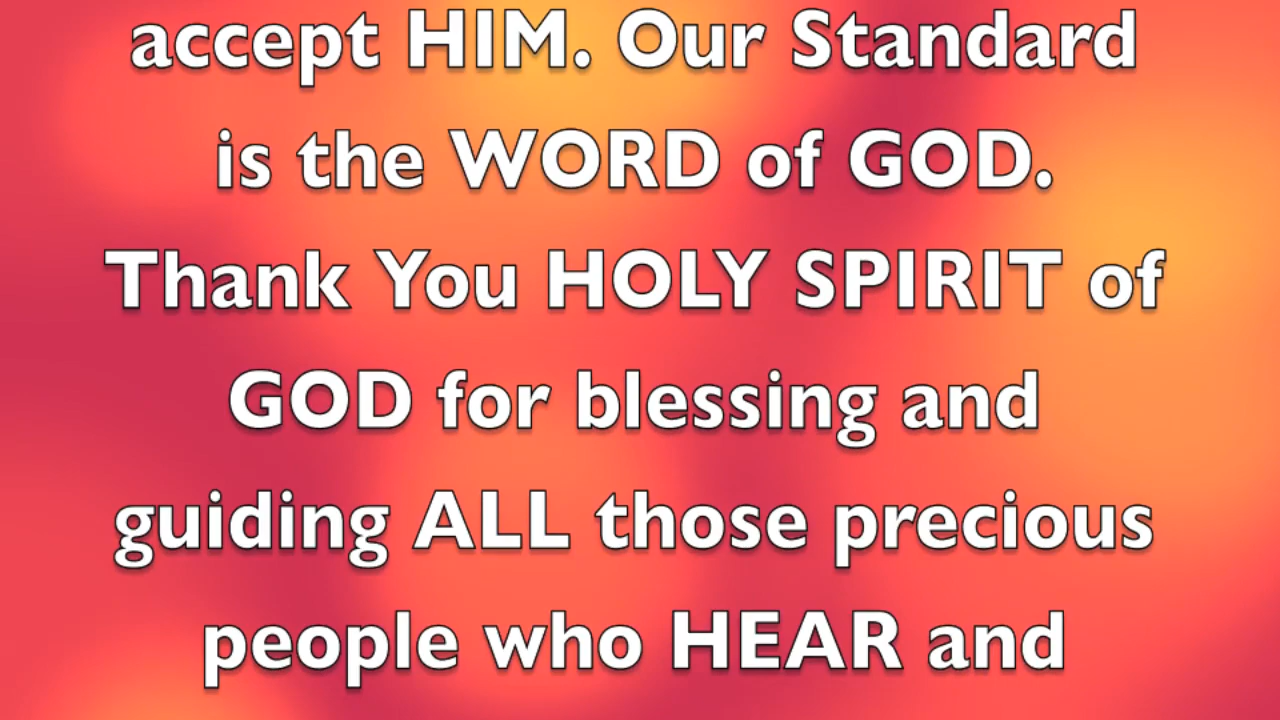 accept HIM. Our Standard
is the WORD of GOD.
Thank You HOLY SPIRIT of
GOD for blessing and
guiding ALL those precious
people who HEAR and